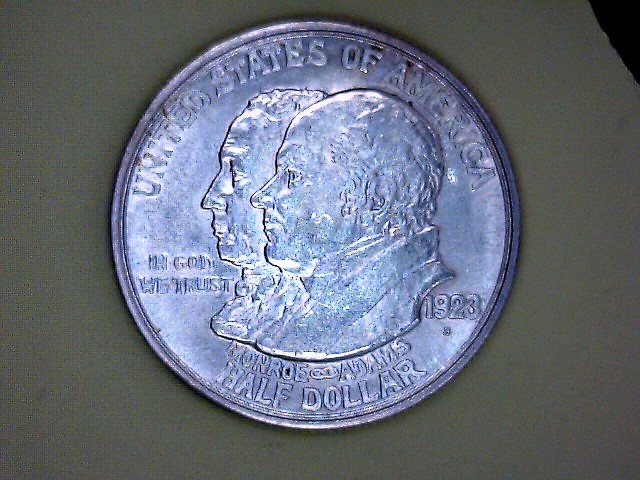 UNITED STATES OF AMERICA
IN GOD
WE TRUST
1923
S
MONROE ADAMS
HALF DOLLAR